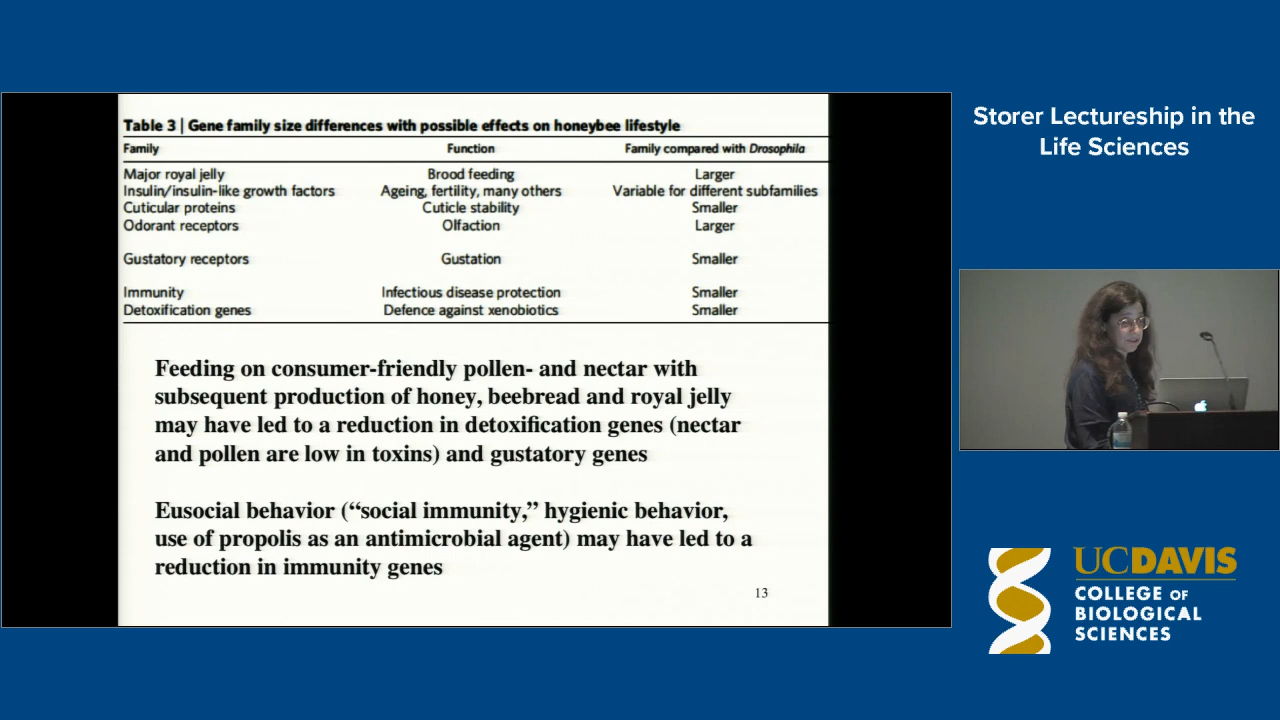 Table 3 | Gene family size differences with possible effects on honeybee lifestyle
Family Function Family compared with Drosophila
Major royal jelly Brood feeding Larger
Insulin/insulin-like growth factors Ageing, fertility, many others Variable for different subfamilies
Cuticular proteins Cuticle stability Smaller
Odorant receptors Olfaction Larger
Gustatory receptors Gustation Smaller
Immunity Infectious disease protection Smaller
Detoxification genes Defence against xenobiotics Smaller
Feeding on consumer-friendly pollen- and nectar with
subsequent production of honey, beebread and royal jelly
may have led to a reduction in detoxification genes (nectar
and pollen are low in toxins) and gustatory genes
Eusocial behavior (“social immunity,” hygienic behavior,
use of propolis as an antimicrobial agent) may have led to a
reduction in immunity genes
13
Storer Lectureship in the
Life Sciences
UCDAVIS
COLLEGE OF
BIOLOGICAL
SCIENCES